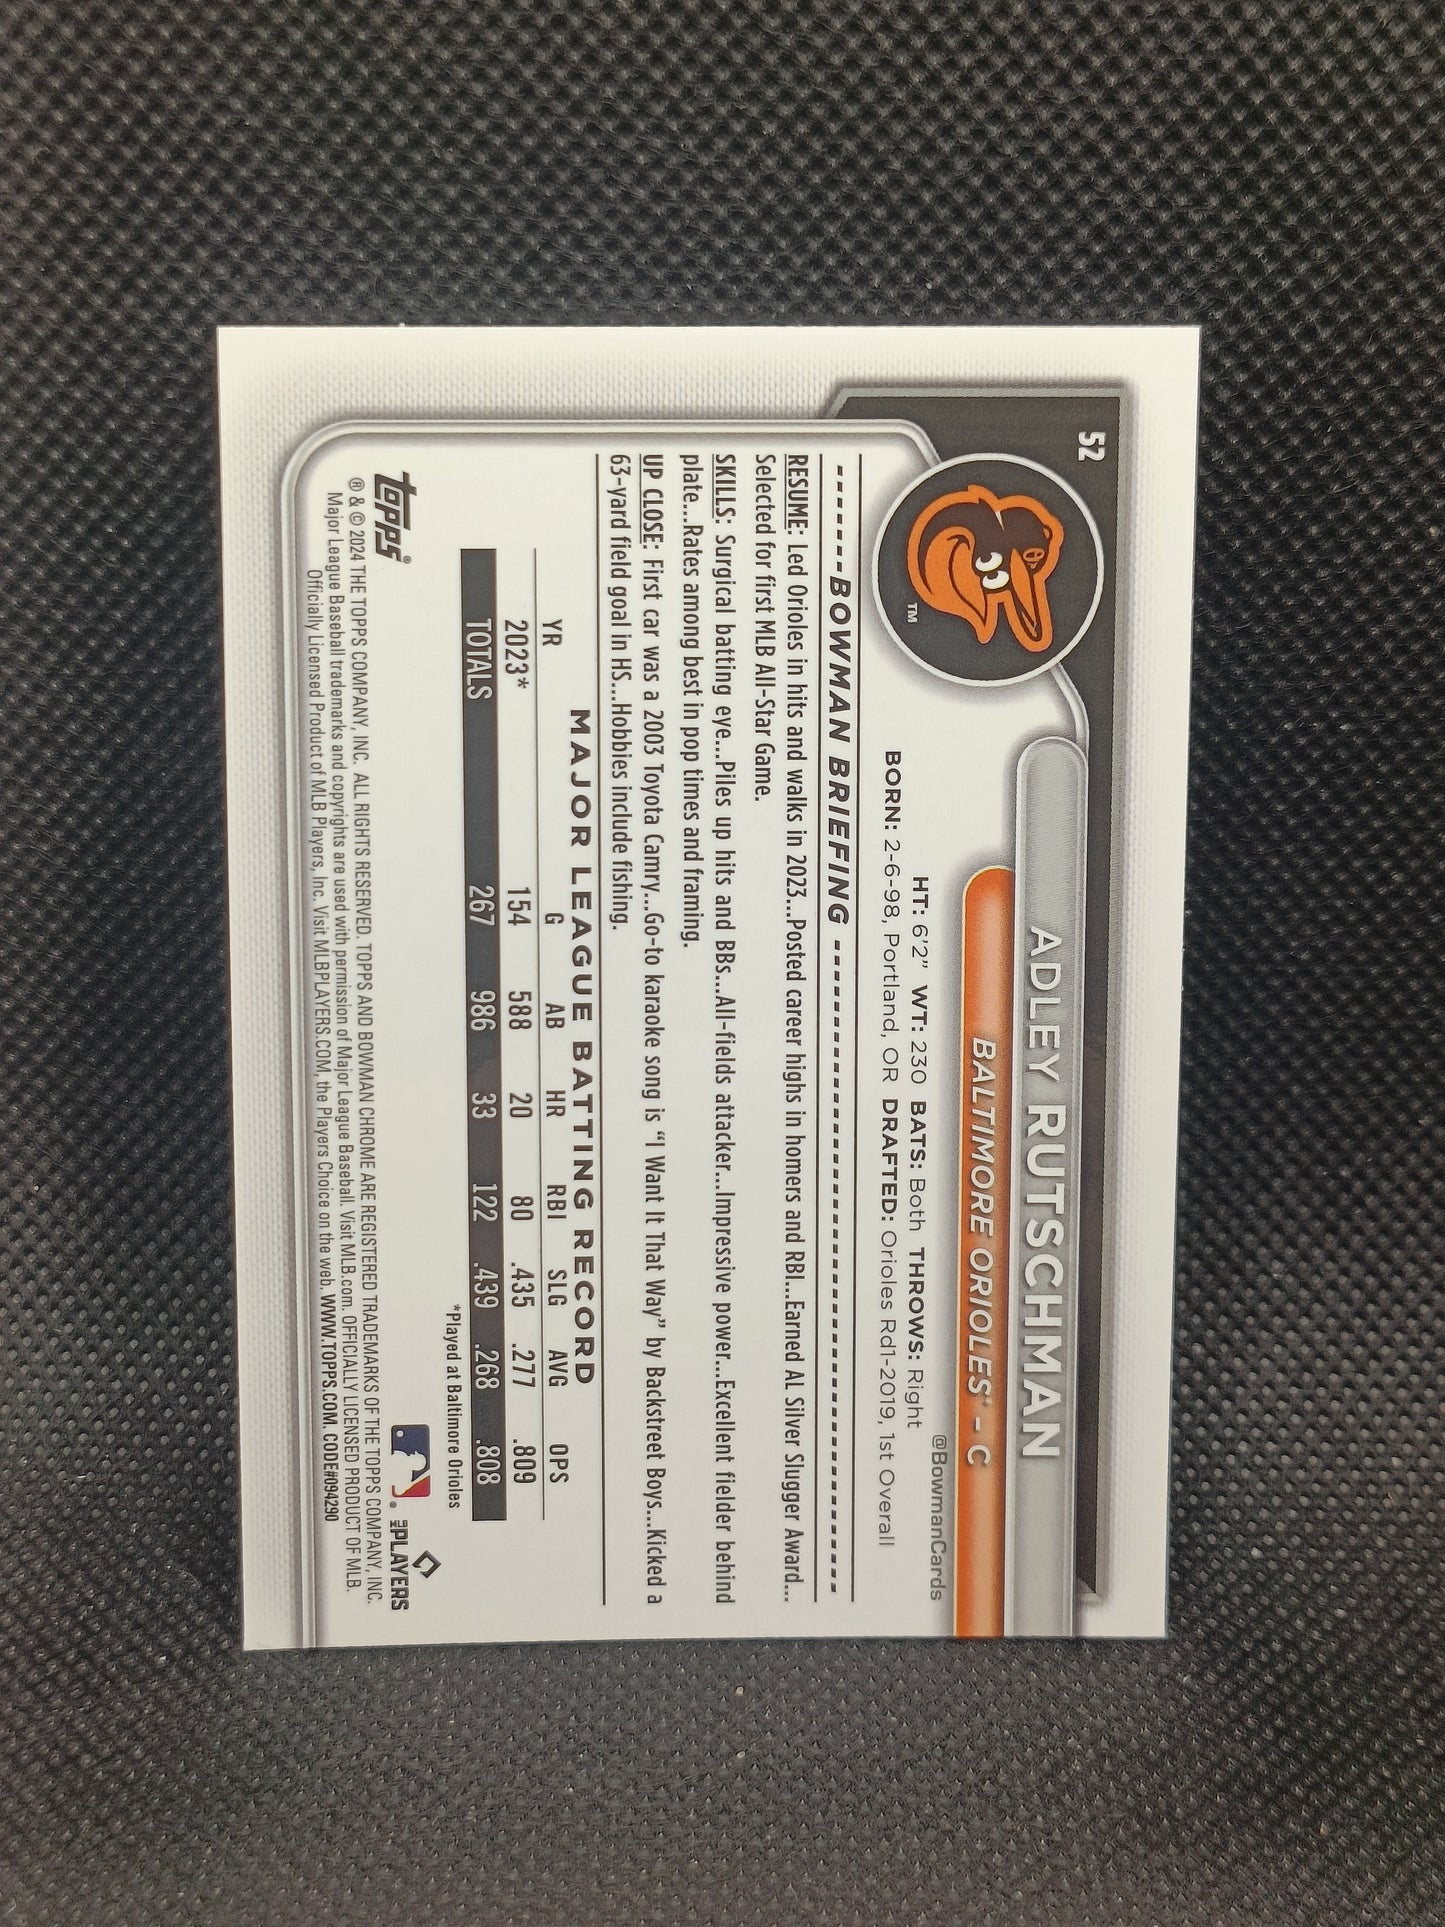 52
ADLEY RUTSCHMAN
BALTIMORE ORIOLES® - C
@BowmanCards
HT: 6'2" WT: 230 BATS: Both THROWS: Right
BORN: 2-6-98, Portland, OR DRAFTED: Orioles Rd1-2019, 1st Overall
TM
BOWMAN BRIEFING
RESUME: Led Orioles in hits and walks in 2023...Posted career highs in homers and RBI...Earned AL Silver Slugger Award...
Selected for first MLB All-Star Game.
SKILLS: Surgical batting eye...Piles up hits and BBs...All-fields attacker...Impressive power...Excellent fielder behind
plate...Rates among best in pop times and framing.
UP CLOSE: First car was a 2003 Toyota Camry...Go-to karaoke song is "I Want It That Way" by Backstreet Boys...Kicked a
63-yard field goal in HS...Hobbies include fishing.
MAJOR LEAGUE BATTING RECORD
YR G AB HR RBI SLG AVG OPS
2023* 154 588 20 80 .435 .277 .809
TOTALS 267 986 33 122 .439 .268 .808
*Played at Baltimore Orioles
topps®
MLB PLAYERS
® & © 2024 THE TOPPS COMPANY, INC. ALL RIGHTS RESERVED. TOPPS AND BOWMAN CHROME ARE REGISTERED TRADEMARKS OF THE TOPPS COMPANY, INC.
Major League Baseball trademarks and copyrights are used with permission of Major League Baseball. Visit MLB.com. OFFICIALLY LICENSED PRODUCT OF MLB.
Officially Licensed Product of MLB Players, Inc. Visit MLBPLAYERS.COM, the Players Choice on the web. WWW.TOPPS.COM. CODE#094290